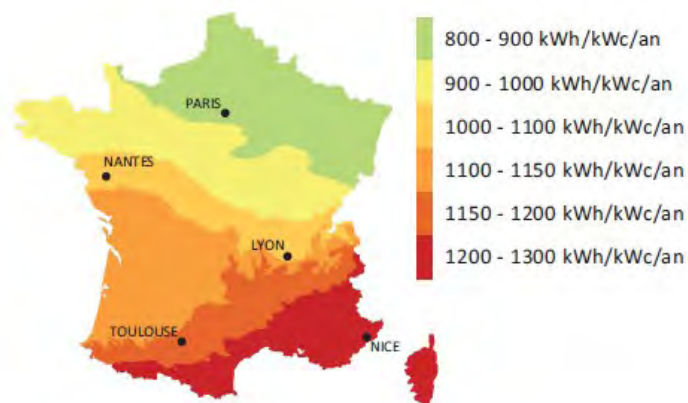 PARIS
NANTES
LYON
TOULOUSE
NICE
800 - 900 kWh/kWc/an
900 - 1000 kWh/kWc/an
1000 - 1100 kWh/kWc/an
1100 - 1150 kWh/kWc/an
1150 - 1200 kWh/kWc/an
1200 - 1300 kWh/kWc/an